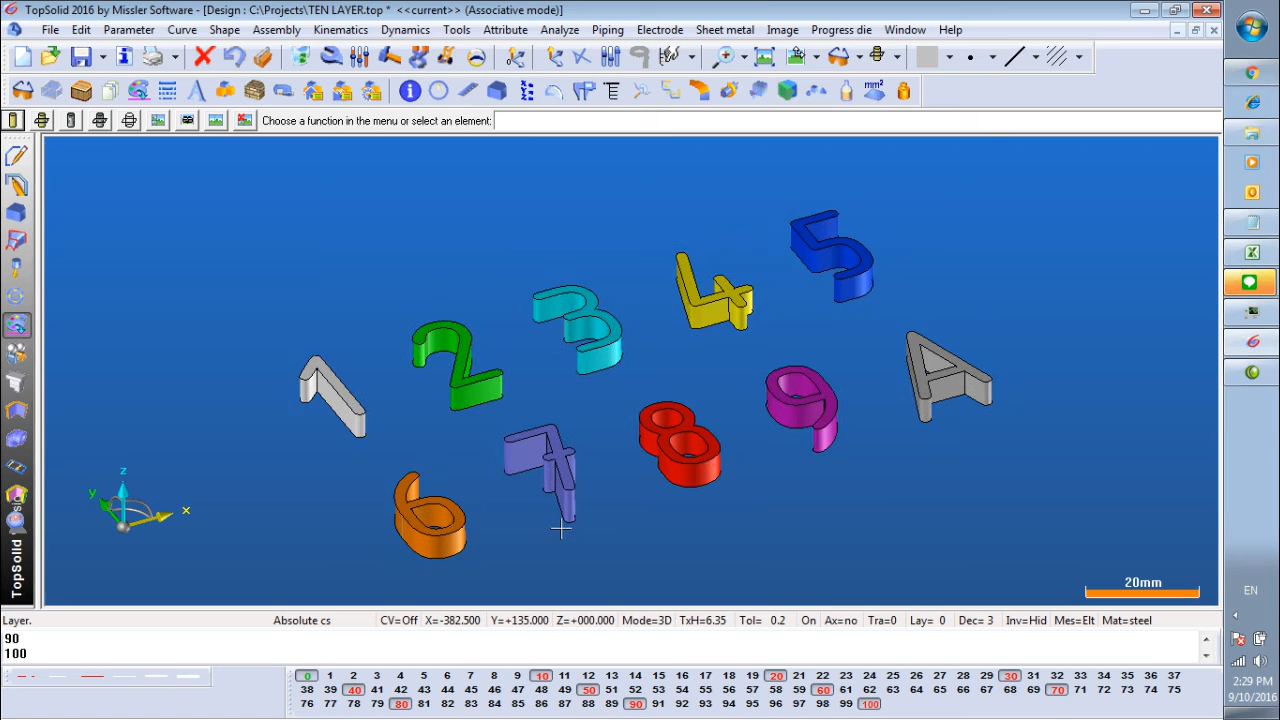 TopSolid 2016 by Missler Software - [Design : C:\Projects\TEN LAYER.top * <<current>> (Associative mode)]
File Edit Parameter Curve Shape Assembly Kinematics Dynamics Tools Attribute Analyze Piping Electrode Sheet metal Image Progress die Window Help
mm²
Choose a function in the menu or select an element:
5
4
3
2
1
A
9
8
7
6
z
y
x
20mm
TopSolid
Layer. Absolute cs CV=Off X=-382.500 Y=+135.000 Z=+000.000 Mode=3D TxH=6.35 Tol= 0.2 On Ax=no Tra=0 Lay= 0 Dec= 3 Inv=Hid Mes=Elt Mat=steel
90
100
0 1 2 3 4 5 6 7 8 9 10 11 12 13 14 15 16 17 18 19 20 21 22 23 24 25 26 27 28 29 30 31 32 33 34 35 36 37
38 39 40 41 42 43 44 45 46 47 48 49 50 51 52 53 54 55 56 57 58 59 60 61 62 63 64 65 66 67 68 69 70 71 72 73 74 75
76 77 78 79 80 81 82 83 84 85 86 87 88 89 90 91 92 93 94 95 96 97 98 99 100
EN
2:29 PM
9/10/2016